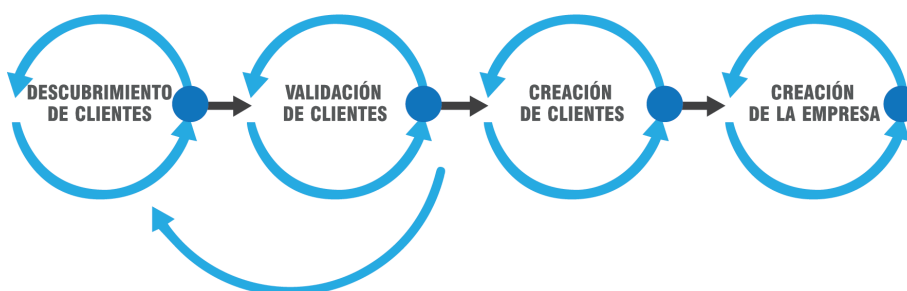 DESCUBRIMIENTO
DE CLIENTES
VALIDACIÓN
DE CLIENTES
CREACIÓN
DE CLIENTES
CREACIÓN
DE LA EMPRESA